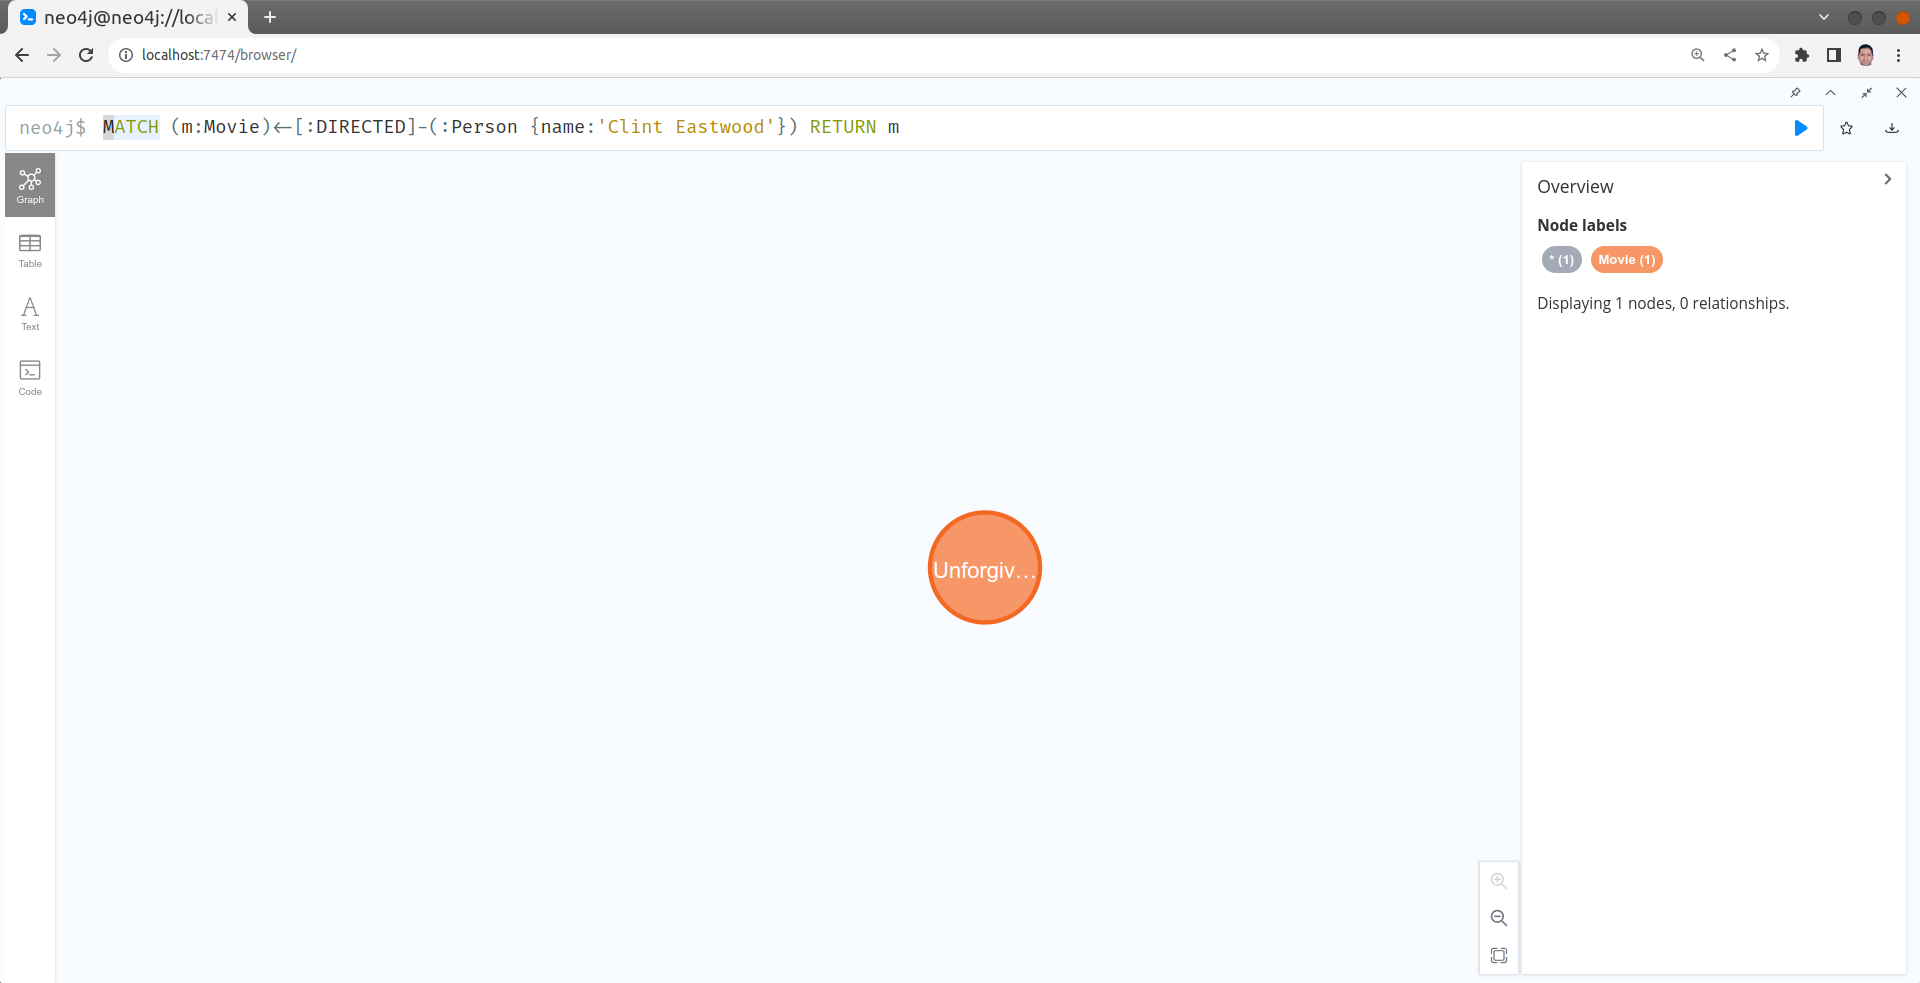 neo4j@neo4j://loca
localhost:7474/browser/
neo4j$ MATCH (m:Movie)<-[:DIRECTED]-(:Person {name:'Clint Eastwood'}) RETURN m
Graph
Table
Text
Code
Unforgiv...
Overview
Node labels
* (1) Movie (1)
Displaying 1 nodes, 0 relationships.